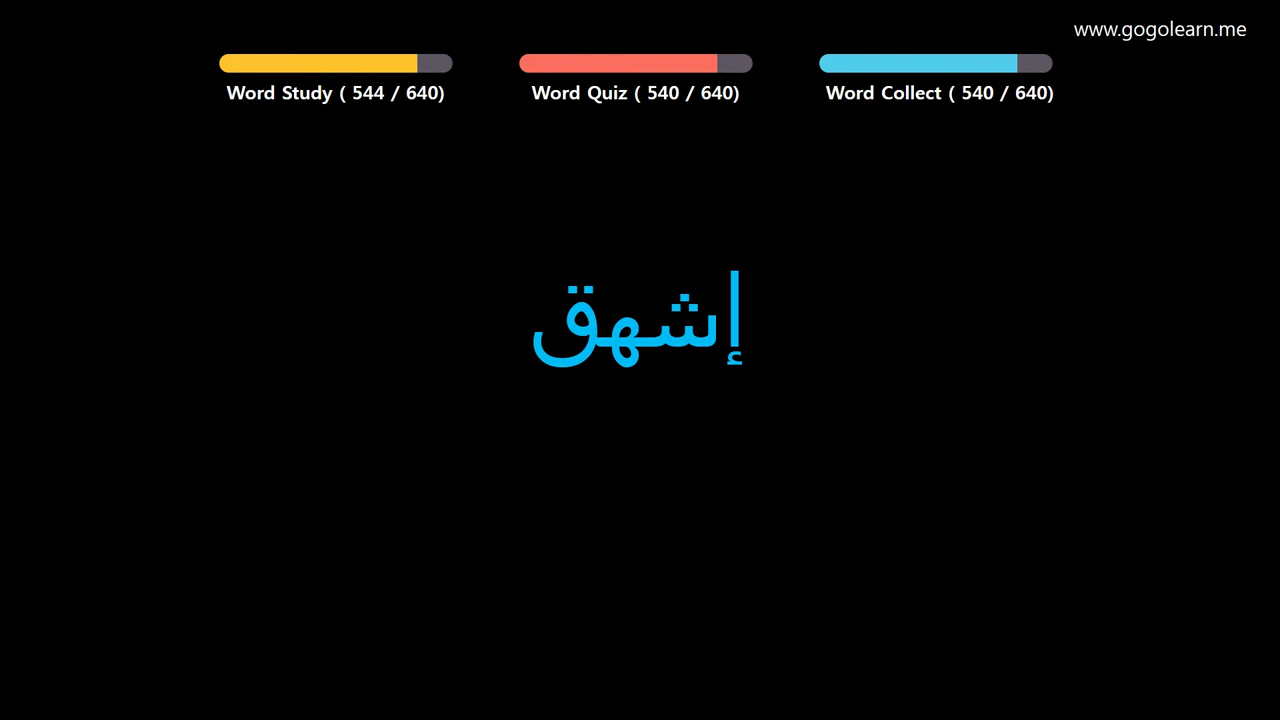 www.gogolearn.me
Word Study ( 544 / 640)
Word Quiz ( 540 / 640)
Word Collect ( 540 / 640)
إشهق